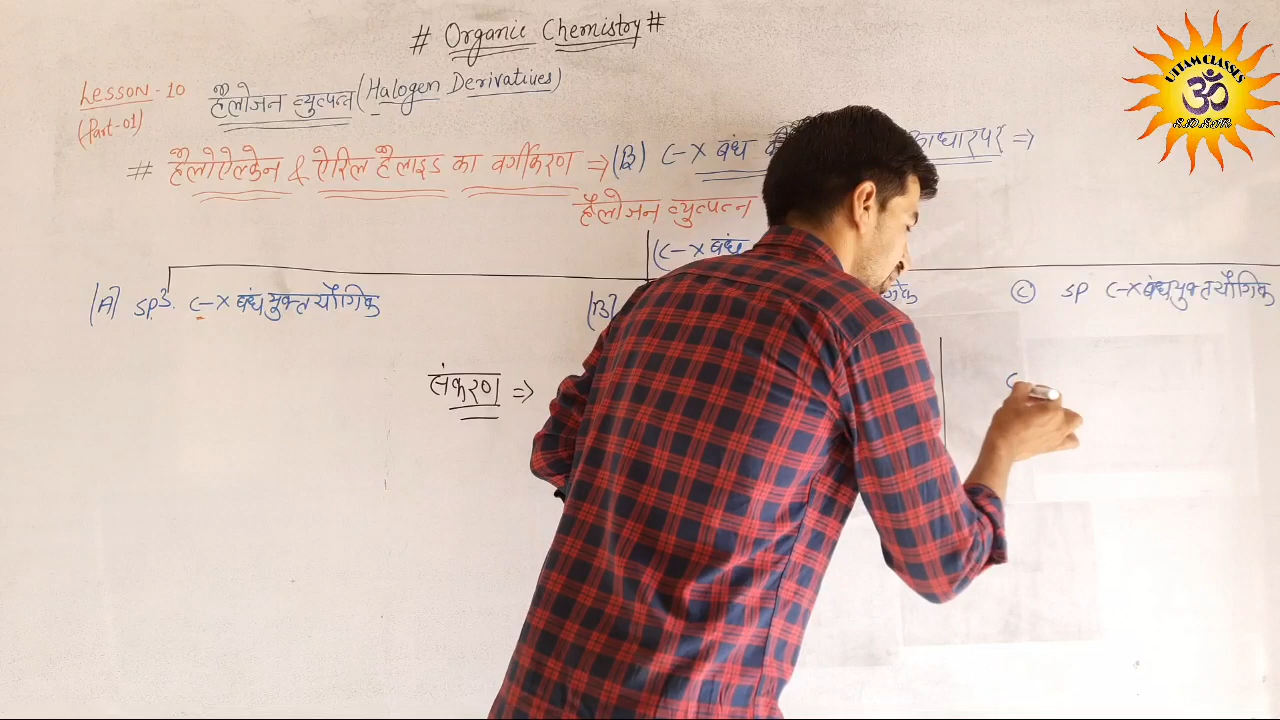 # Organic Chemistry #
Lesson-10 हैलोजन व्युत्पन्न (Halogen Derivatives)
(Part-01)
# हैलोऐल्केन & ऐरिल हैलाइड का वर्गीकरण => (B) C-X बंध की आधार पर =>
हैलोजन व्युत्पन्न
(C-X बंध
(A) SP³ C-X बंध युक्त यौगिक
(B)
(C) SP C-X बंध युक्त यौगिक
संकरण =>
C
UTTAM CLASSES
ॐ